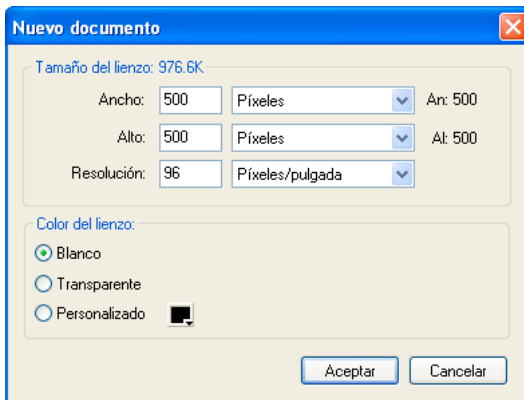 Nuevo documento
Tamaño del lienzo: 976.6K
Ancho: 500 Píxeles An: 500
Alto: 500 Píxeles Al: 500
Resolución: 96 Píxeles/pulgada
Color del lienzo:
Blanco
Transparente
Personalizado
Aceptar Cancelar